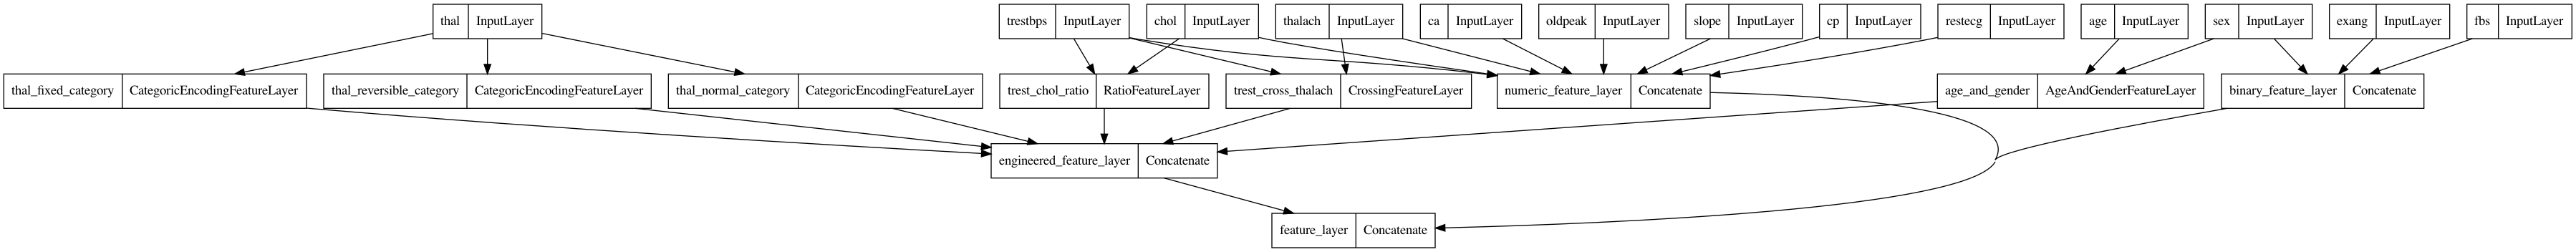 thal InputLayer
trestbps InputLayer
chol InputLayer
thalach InputLayer
ca InputLayer
oldpeak InputLayer
slope InputLayer
cp InputLayer
restecg InputLayer
age InputLayer
sex InputLayer
exang InputLayer
fbs InputLayer
thal_fixed_category CategoricEncodingFeatureLayer
thal_reversible_category CategoricEncodingFeatureLayer
thal_normal_category CategoricEncodingFeatureLayer
trest_chol_ratio RatioFeatureLayer
trest_cross_thalach CrossingFeatureLayer
numeric_feature_layer Concatenate
age_and_gender AgeAndGenderFeatureLayer
binary_feature_layer Concatenate
engineered_feature_layer Concatenate
feature_layer Concatenate